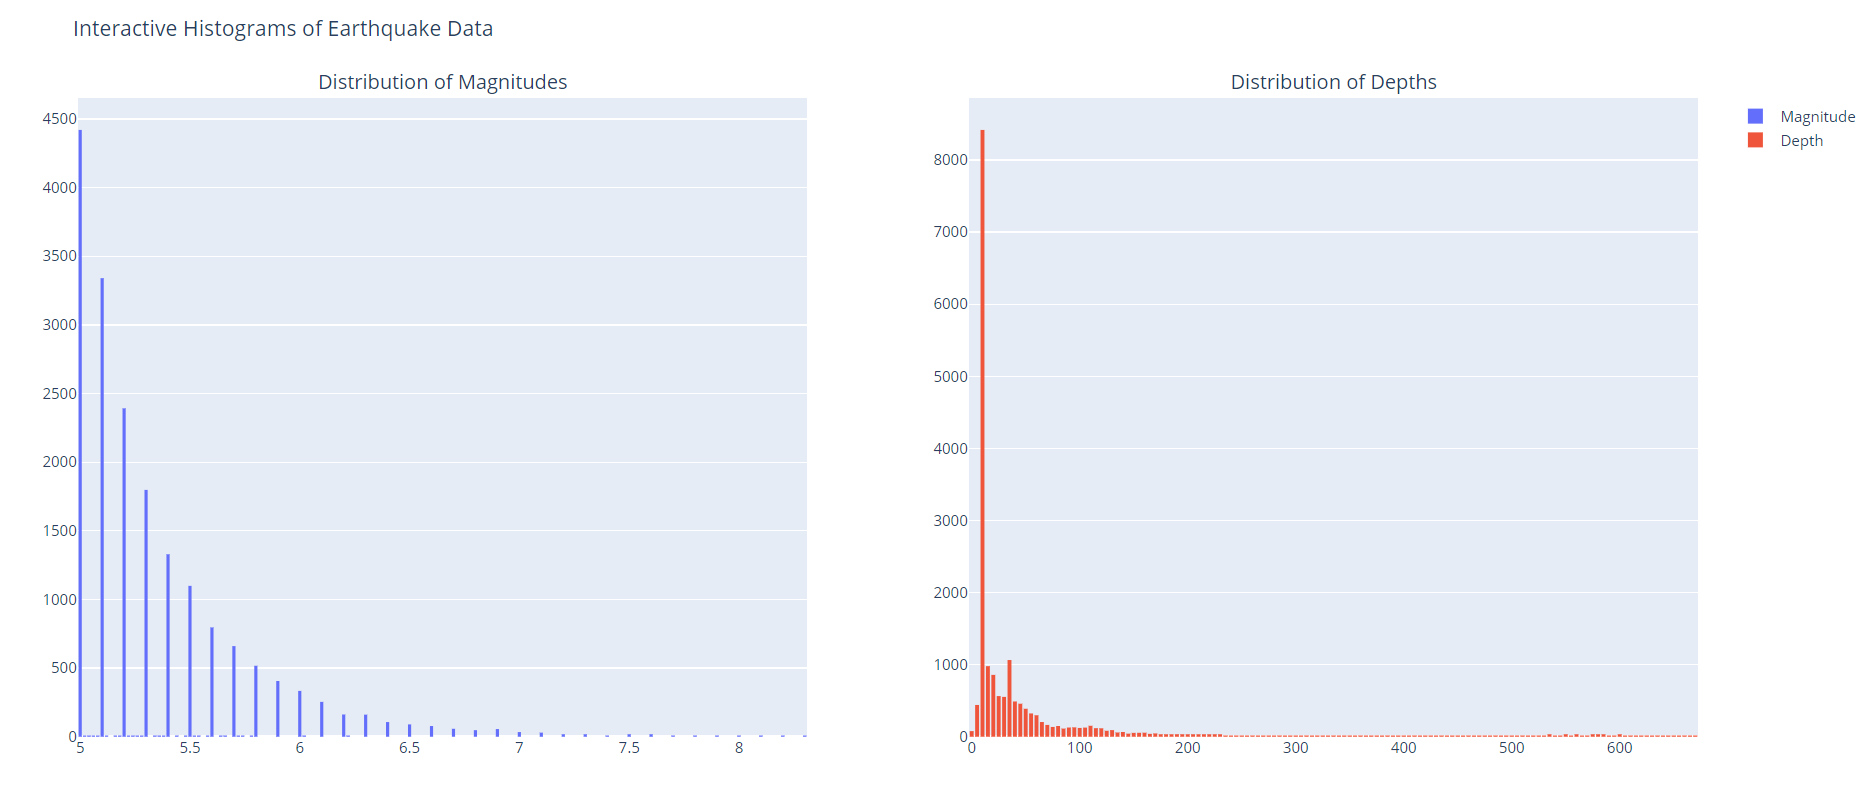 Interactive Histograms of Earthquake Data
Distribution of Magnitudes
4500
4000
3500
3000
2500
2000
1500
1000
500
0
5 5.5 6 6.5 7 7.5 8
Distribution of Depths
8000
7000
6000
5000
4000
3000
2000
1000
0
0 100 200 300 400 500 600
Magnitude
Depth